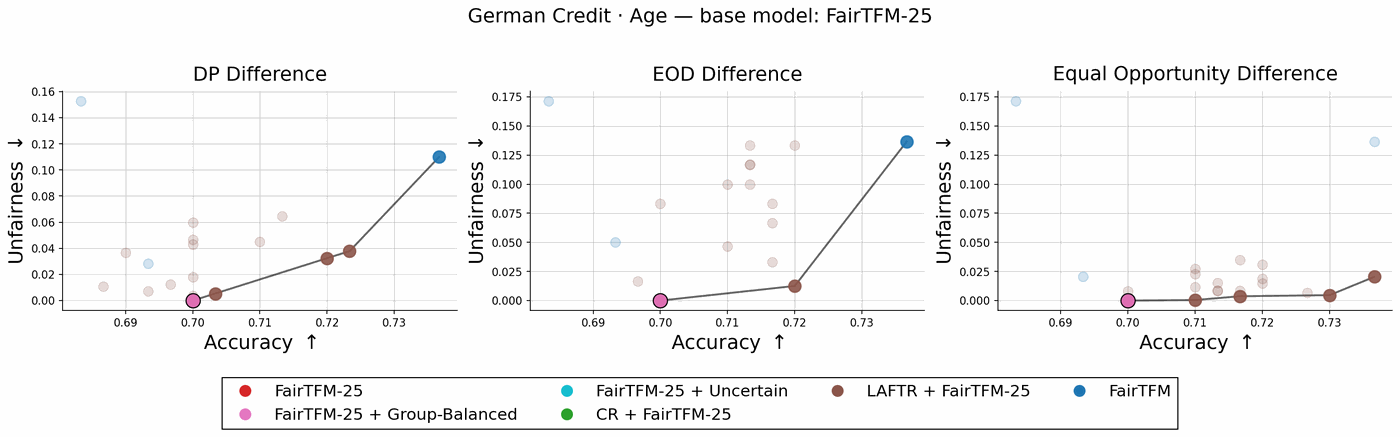 German Credit · Age — base model: FairTFM-25
DP Difference
EOD Difference
Equal Opportunity Difference
Unfairness ↓
0.16
0.14
0.12
0.10
0.08
0.06
0.04
0.02
0.00
0.69 0.70 0.71 0.72 0.73
Accuracy ↑
Unfairness ↓
0.175
0.150
0.125
0.100
0.075
0.050
0.025
0.000
0.69 0.70 0.71 0.72 0.73
Accuracy ↑
Unfairness ↓
0.175
0.150
0.125
0.100
0.075
0.050
0.025
0.000
0.69 0.70 0.71 0.72 0.73
Accuracy ↑
FairTFM-25 FairTFM-25 + Uncertain LAFTR + FairTFM-25 FairTFM
FairTFM-25 + Group-Balanced CR + FairTFM-25